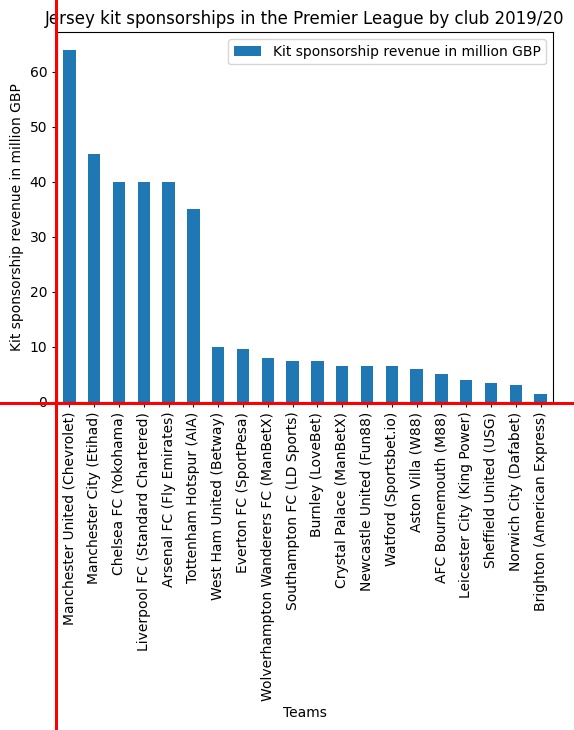 Jersey kit sponsorships in the Premier League by club 2019/20
Kit sponsorship revenue in million GBP
Kit sponsorship revenue in million GBP
60
50
40
30
20
10
0
Manchester United (Chevrolet)
Manchester City (Etihad)
Chelsea FC (Yokohama)
Liverpool FC (Standard Chartered)
Arsenal FC (Fly Emirates)
Tottenham Hotspur (AIA)
West Ham United (Betway)
Everton FC (SportPesa)
Wolverhampton Wanderers FC (ManBetX)
Southampton FC (LD Sports)
Burnley (LoveBet)
Crystal Palace (ManBetX)
Newcastle United (Fun88)
Watford (Sportsbet.io)
Aston Villa (W88)
AFC Bournemouth (M88)
Leicester City (King Power)
Sheffield United (USG)
Norwich City (Dafabet)
Brighton (American Express)
Teams